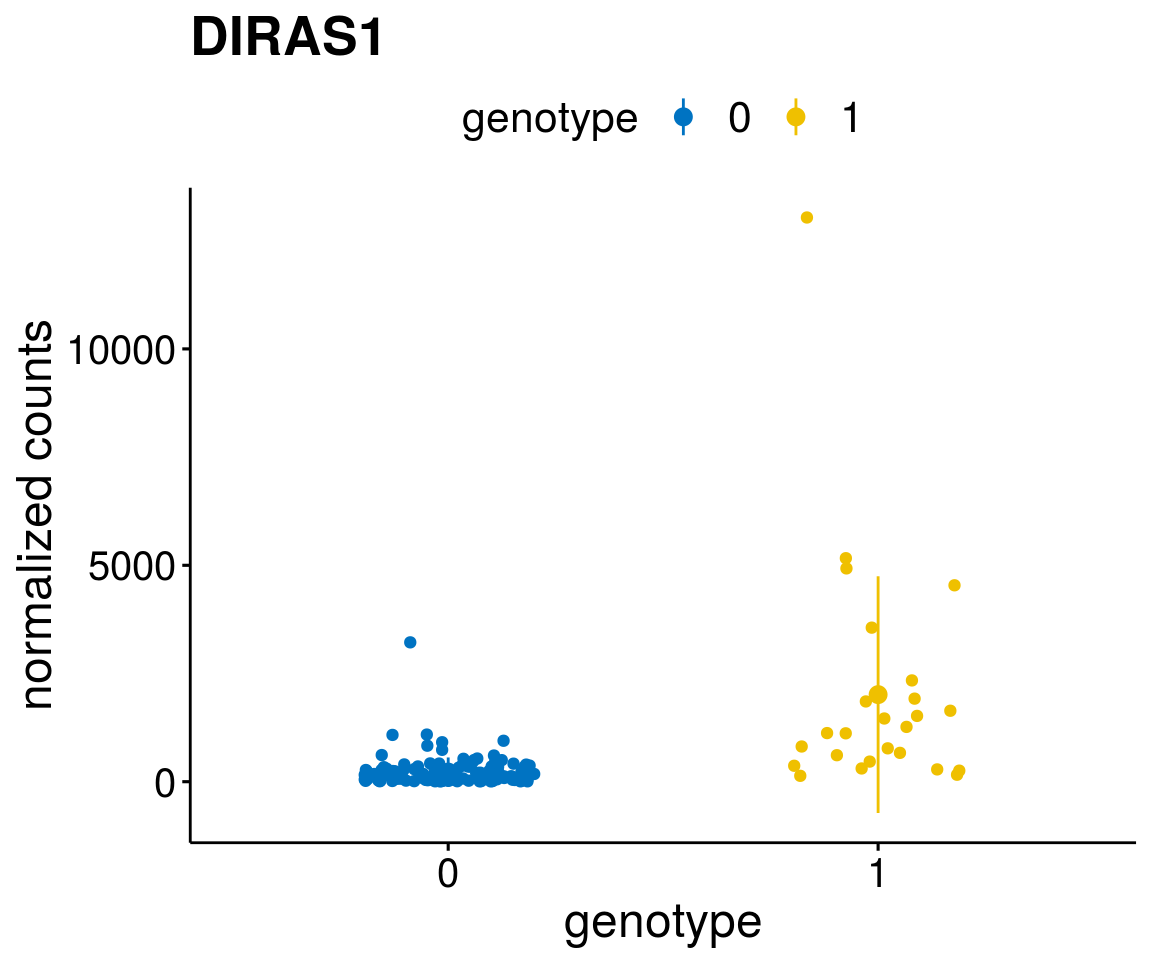 DIRAS1
genotype 0 1
normalized counts
10000
5000
0
0 1
genotype